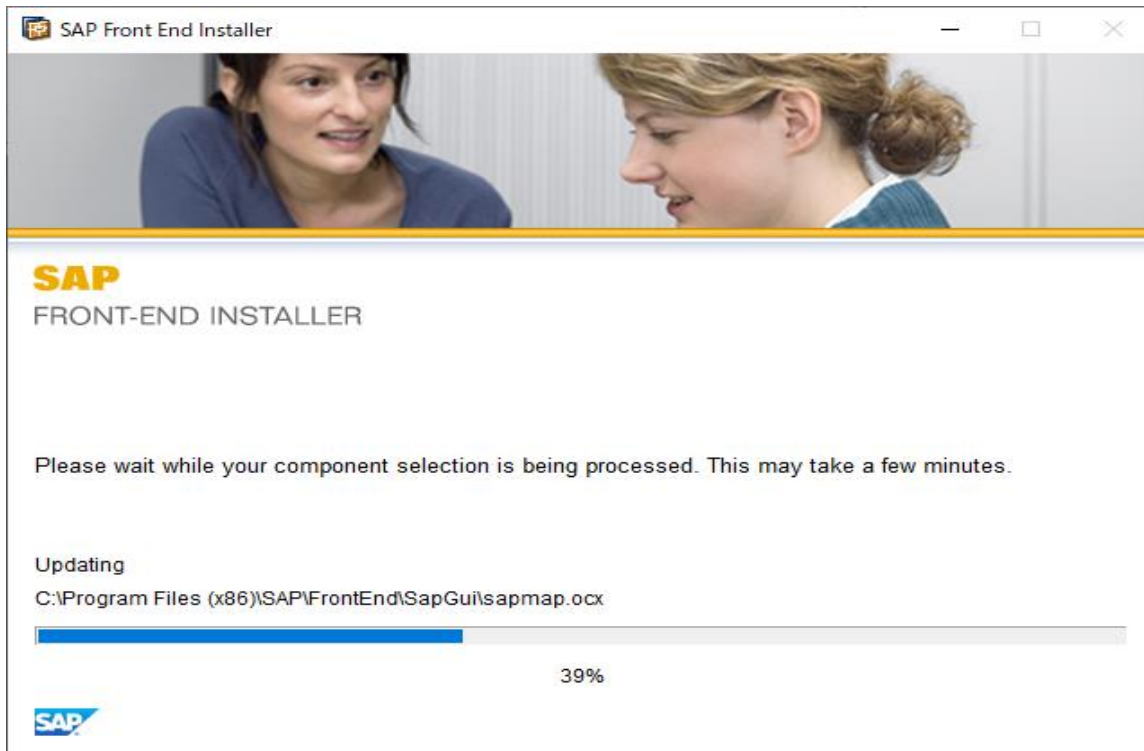 SAP Front End Installer
SAP
FRONT-END INSTALLER
Please wait while your component selection is being processed. This may take a few minutes.
Updating
C:\Program Files (x86)\SAP\FrontEnd\SapGui\sapmap.ocx
39%
SAP